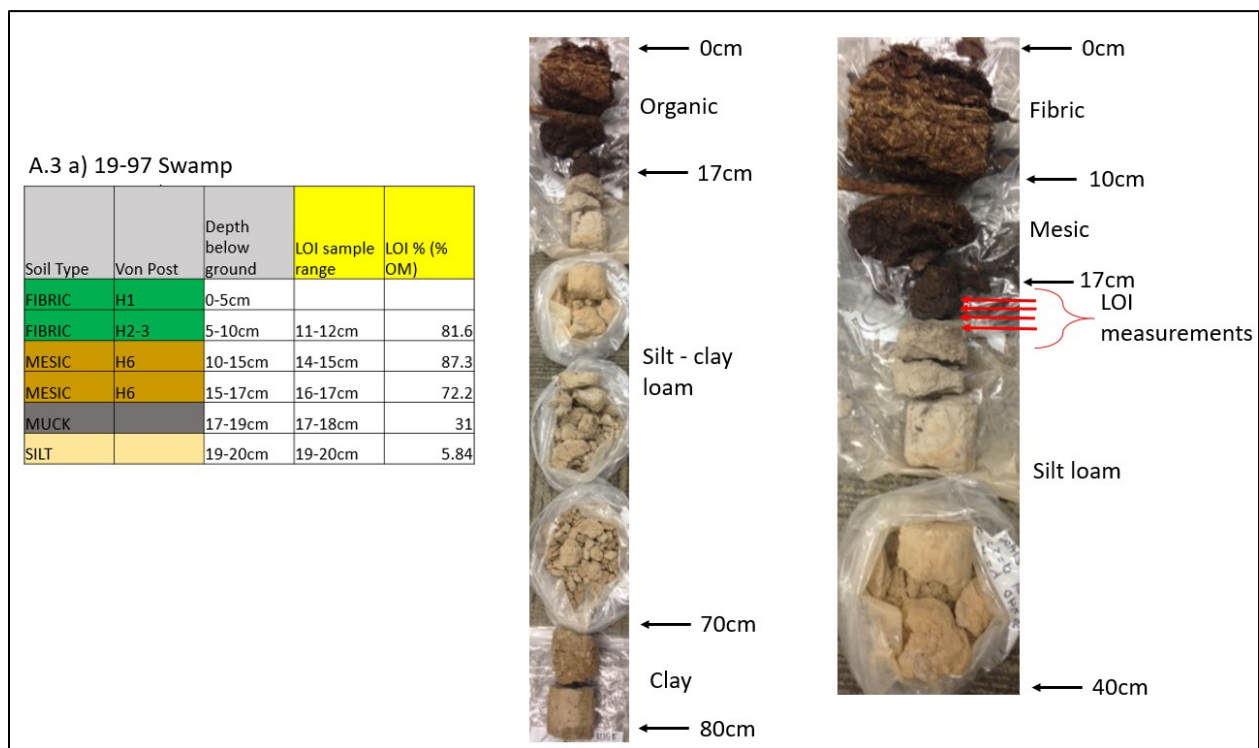 A.3 a) 19-97 Swamp
Soil Type Von Post Depth below ground LOI sample range LOI % (% OM)
FIBRIC H1 0-5cm
FIBRIC H2-3 5-10cm 11-12cm 81.6
MESIC H6 10-15cm 14-15cm 87.3
MESIC H6 15-17cm 16-17cm 72.2
MUCK 17-19cm 17-18cm 31
SILT 19-20cm 19-20cm 5.84
0cm
Organic
17cm
Silt - clay
loam
70cm
Clay
80cm
0cm
Fibric
10cm
Mesic
17cm
LOI
measurements
Silt loam
40cm